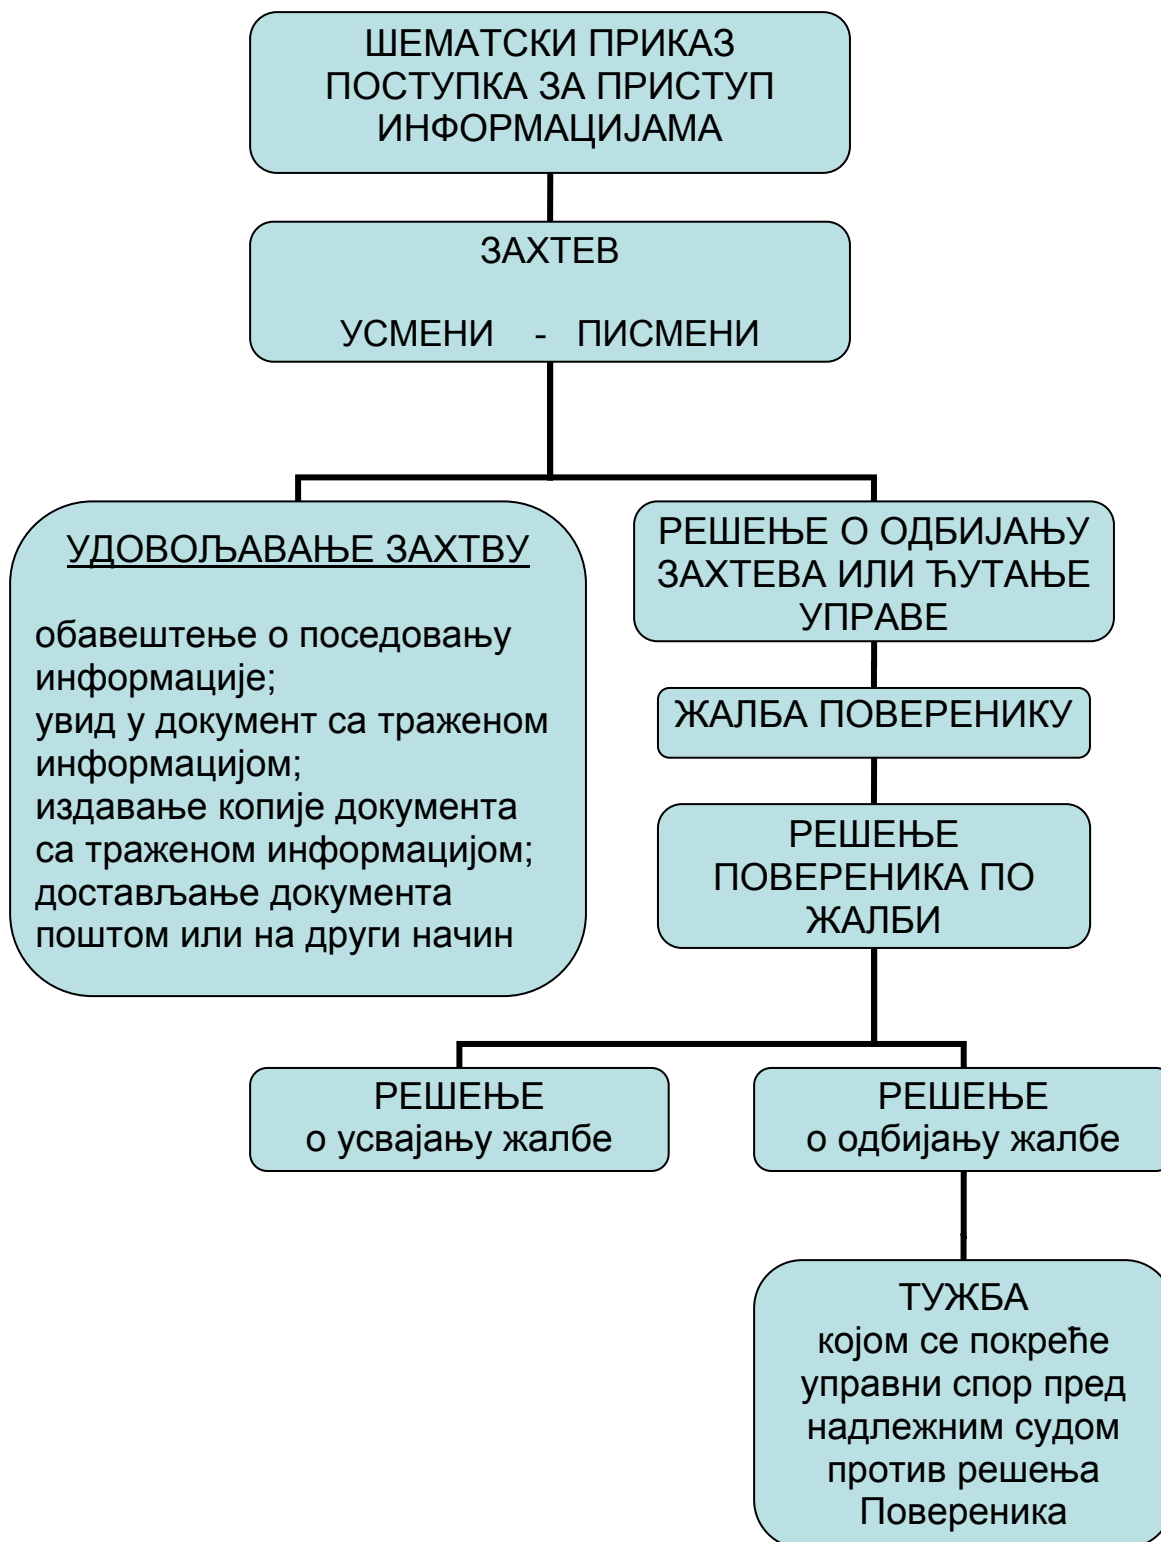 ШЕМАТСКИ ПРИКАЗ
ПОСТУПКА ЗА ПРИСТУП
ИНФОРМАЦИЈАМА
ЗАХТЕВ
УСМЕНИ - ПИСМЕНИ
УДОВОЉАВАЊЕ ЗАХТВУ
обавештење о поседовању
информације;
увид у документ са траженом
информацијом;
издавање копије документа
са траженом информацијом;
достављање документа
поштом или на други начин
РЕШЕЊЕ О ОДБИЈАЊУ
ЗАХТЕВА ИЛИ ЋУТАЊЕ
УПРАВЕ
ЖАЛБА ПОВЕРЕНИКУ
РЕШЕЊЕ
ПОВЕРЕНИКА ПО
ЖАЛБИ
РЕШЕЊЕ
о усвајању жалбе
РЕШЕЊЕ
о одбијању жалбе
ТУЖБА
којом се покреће
управни спор пред
надлежним судом
против решења
Повереника